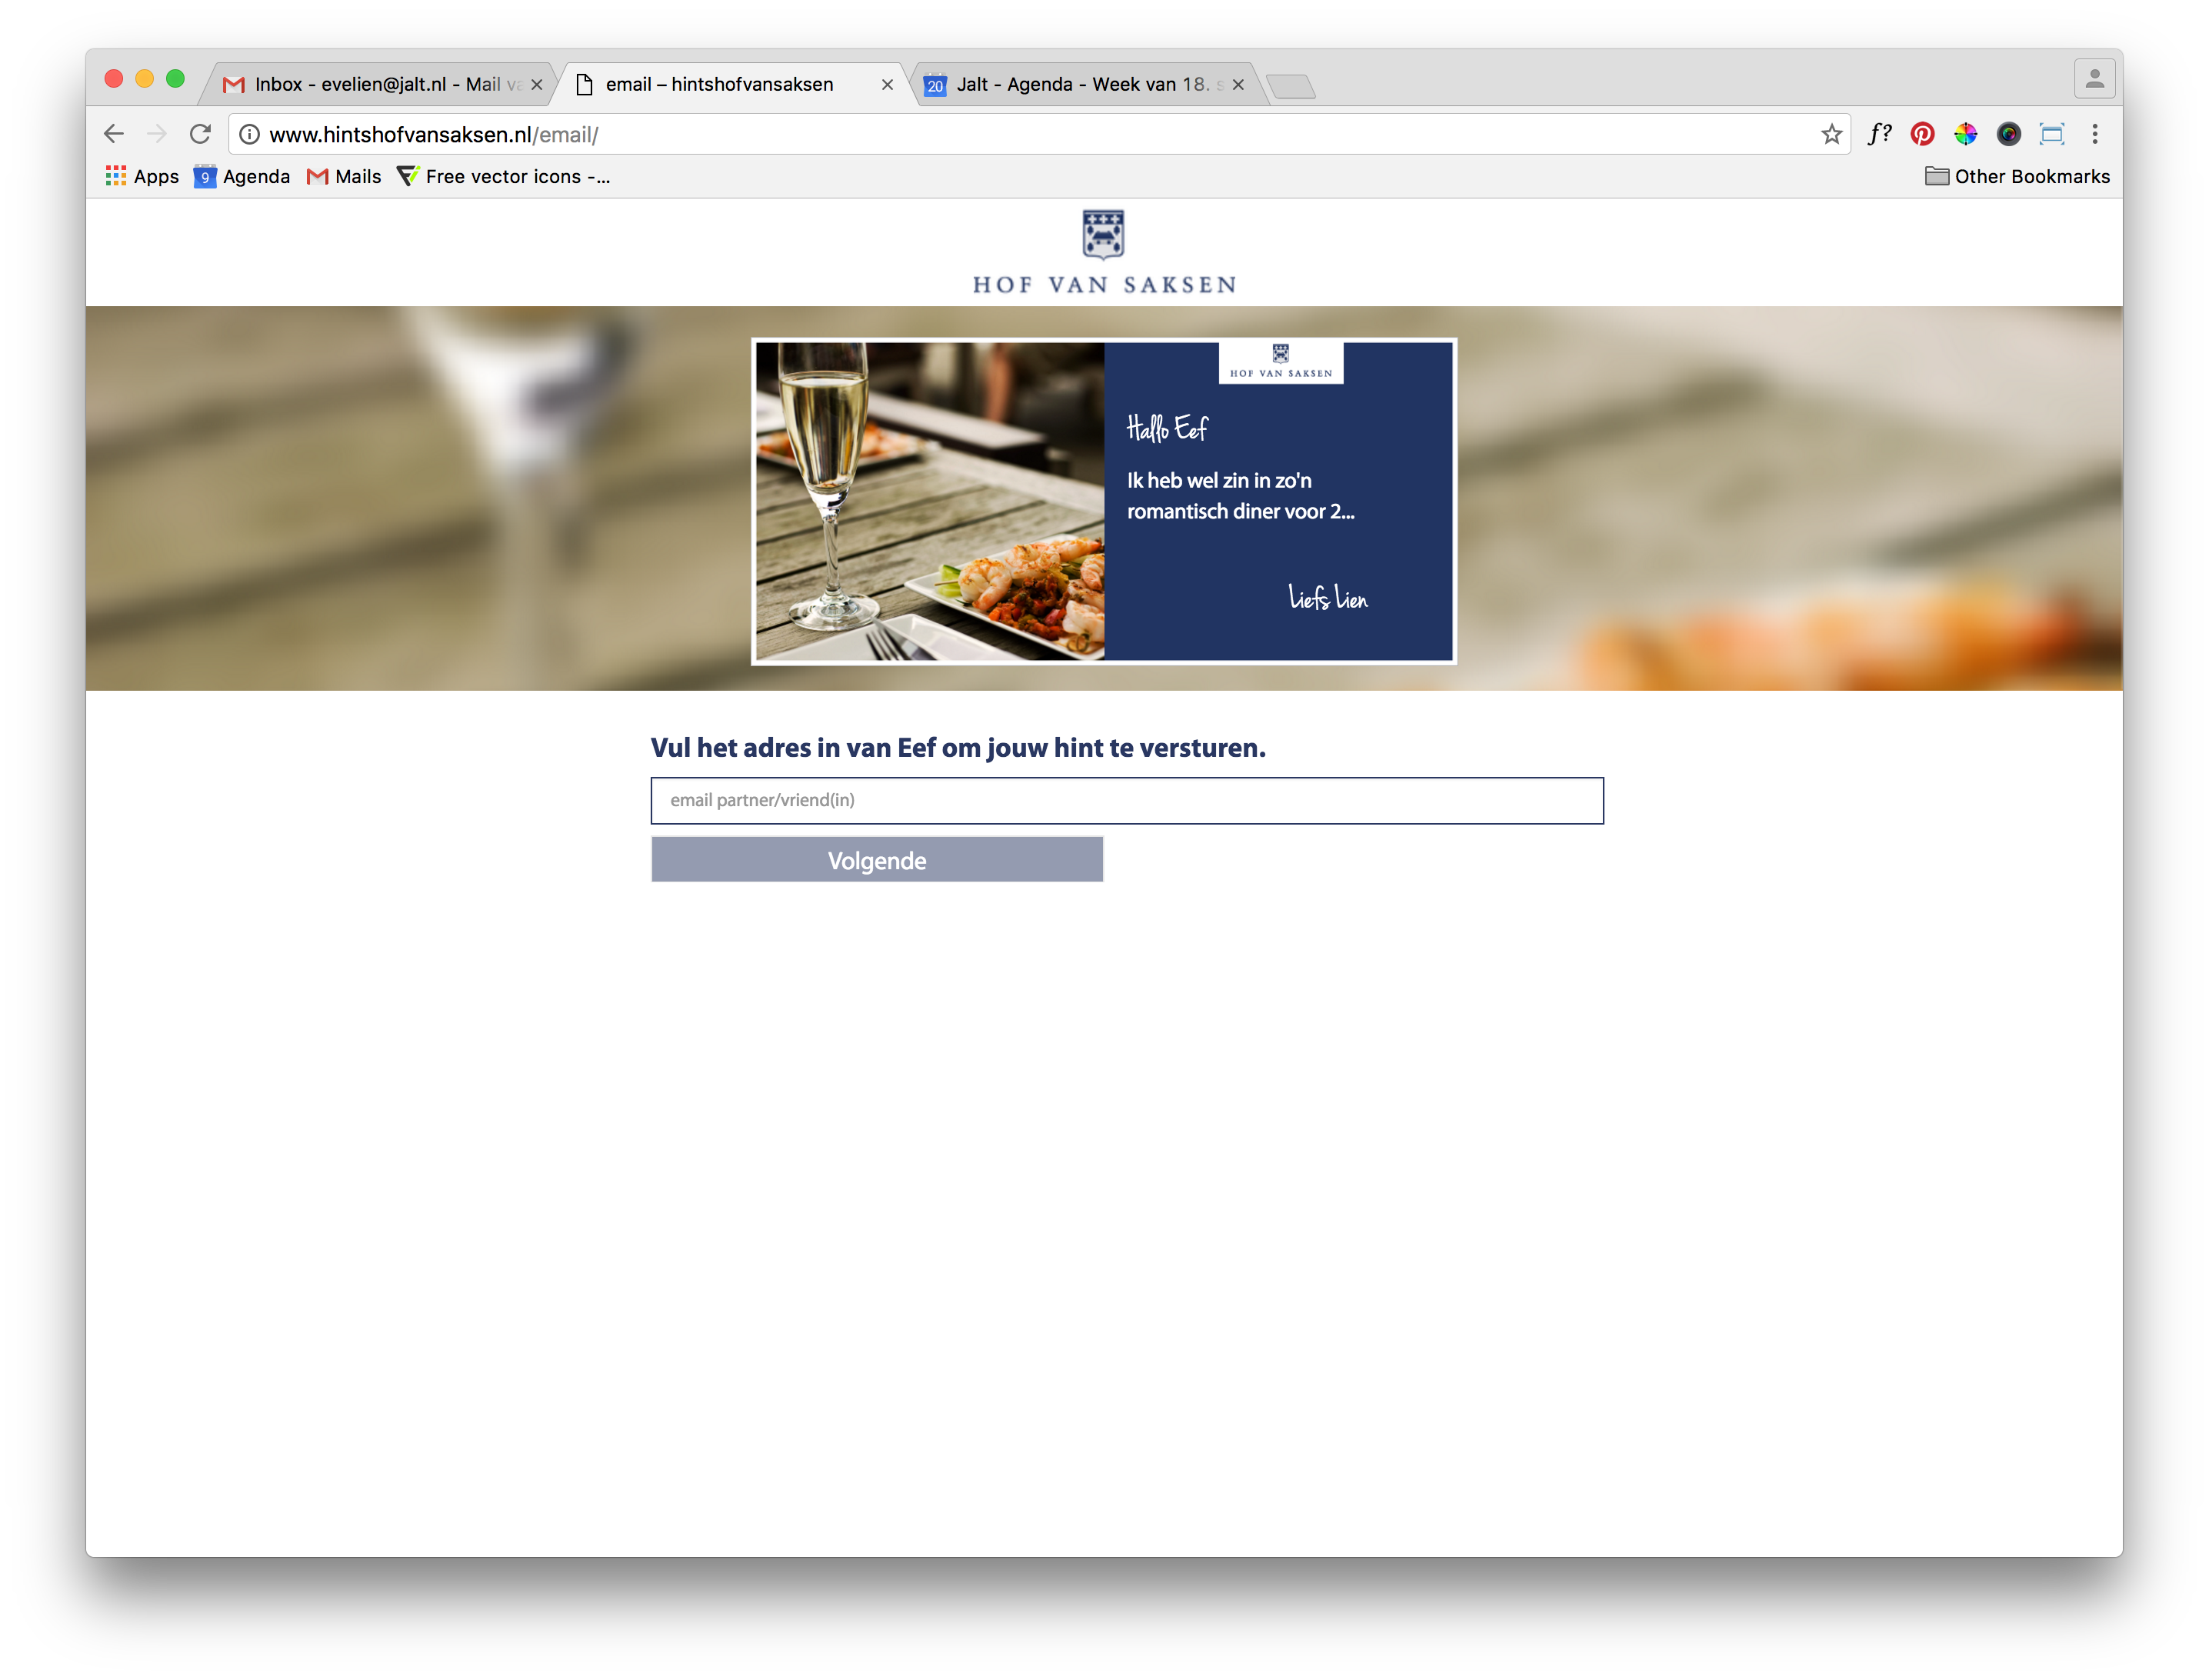 Inbox - evelien@jalt.nl - Mail
email – hintshofvansaksen
20
Jalt - Agenda - Week van 18.
www.hintshofvansaksen.nl/email/
f?
Apps
9
Agenda
Mails
Free vector icons -...
Other Bookmarks
HOF VAN SAKSEN
HOF VAN SAKSEN
Hallo Eef
Ik heb wel zin in zo'n
romantisch diner voor 2...
Liefs Lien
Vul het adres in van Eef om jouw hint te versturen.
email partner/vriend(in)
Volgende